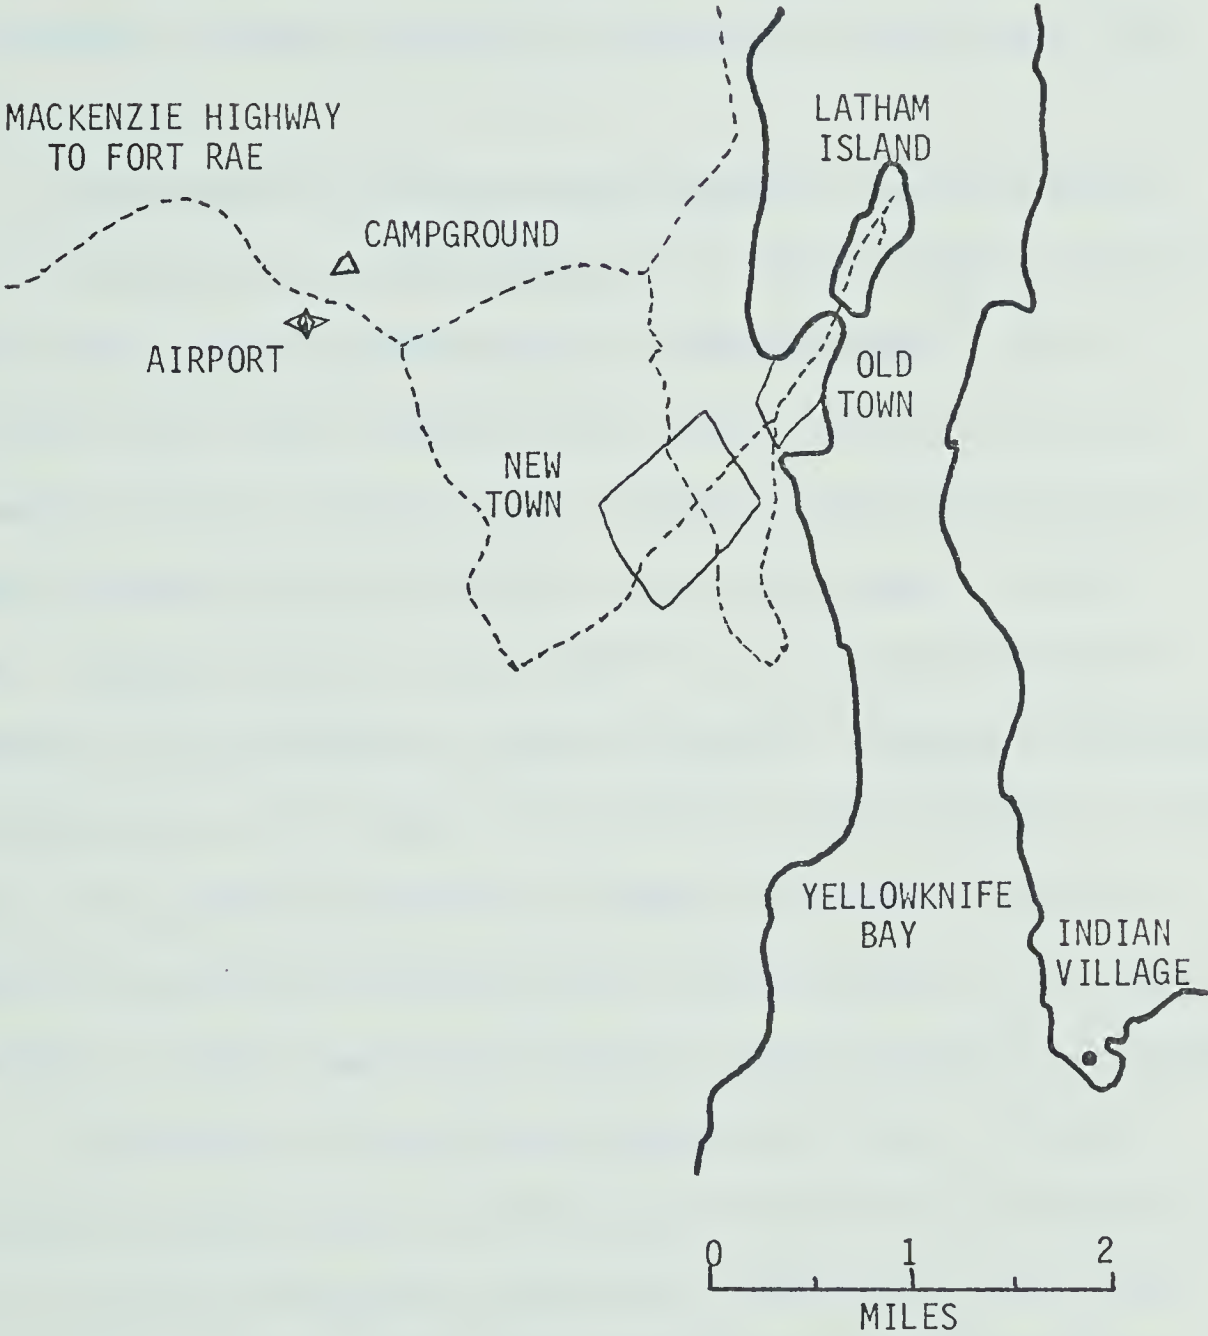 MACKENZIE HIGHWAY
TO FORT RAE
LATHAM
ISLAND
CAMPGROUND
AIRPORT
OLD
TOWN
NEW
TOWN
YELLOWKNIFE
BAY
INDIAN
VILLAGE
0 1 2
MILES